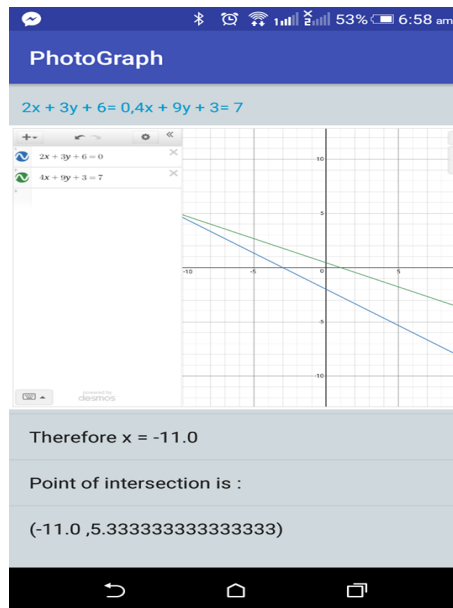 53% 6:58 am
PhotoGraph
2x + 3y + 6= 0,4x + 9y + 3= 7
2x + 3y + 6 = 0
4x + 9y + 3 = 7
10
5
-10 -5 0 5
-5
-10
powered by
desmos
Therefore x = -11.0
Point of intersection is :
(-11.0 ,5.333333333333333)